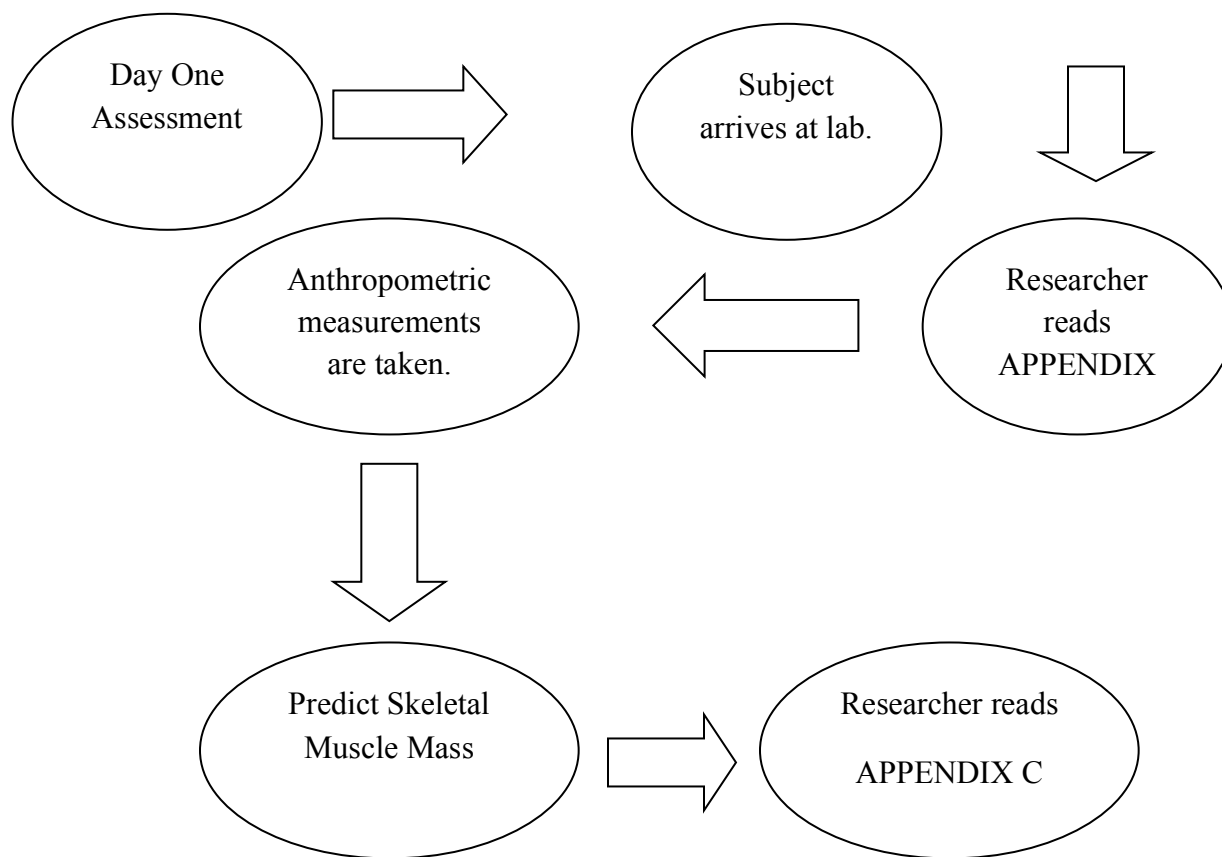 Day One
Assessment
Subject
arrives at lab.
Researcher
reads
APPENDIX
Anthropometric
measurements
are taken.
Predict Skeletal
Muscle Mass
Researcher reads
APPENDIX C